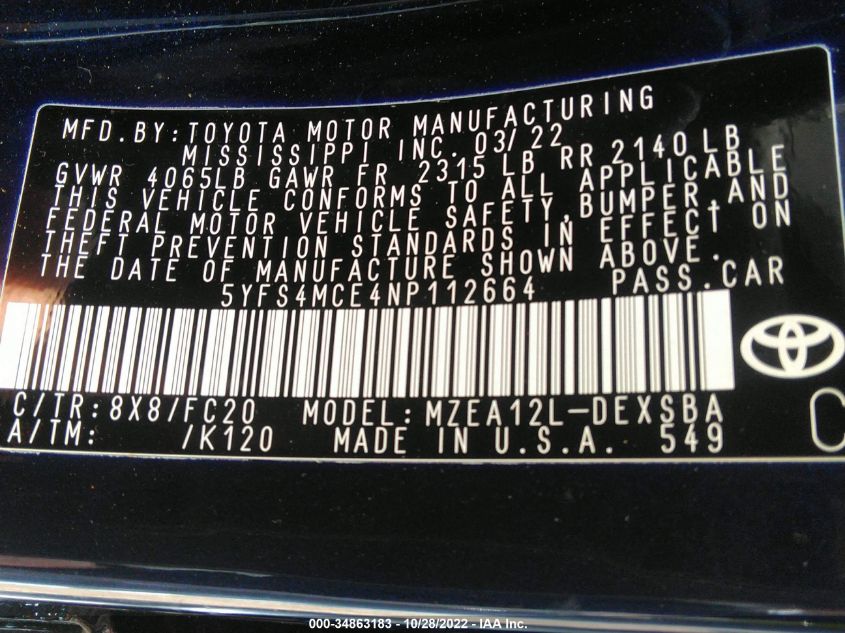 MFD.BY:TOYOTA MOTOR MANUFACTURING
MISSISSIPPI INC. 03/22
GVWR 4065LB GAWR FR 2315LB RR 2140LB
THIS VEHICLE CONFORMS TO ALL APPLICABLE
FEDERAL MOTOR VEHICLE SAFETY,BUMPER,AND
THEFT PREVENTION STANDARDS IN EFFECT ON
THE DATE OF MANUFACTURE SHOWN ABOVE.
5YFS4MCE4NP112664 PASS.CAR
C/TR:8X8/FC20 MODEL:MZEA12L-DEXSBA
A/TM: /K120 MADE IN U.S.A. 549
C
000-34863183 - 10/28/2022 - IAA Inc.